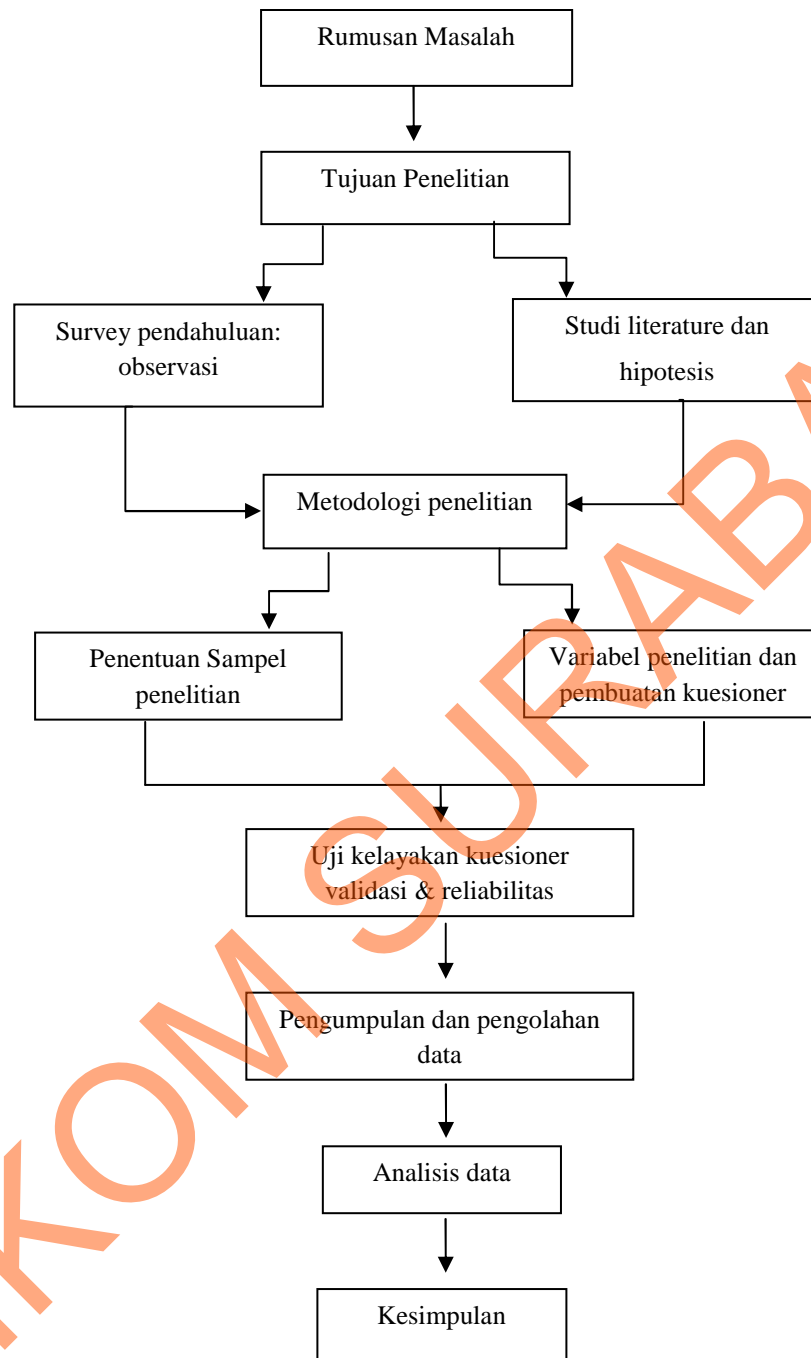 Rumusan Masalah
Tujuan Penelitian
Survey pendahuluan:
observasi
Studi literature dan
hipotesis
Metodologi penelitian
Penentuan Sampel
penelitian
Variabel penelitian dan
pembuatan kuesioner
Uji kelayakan kuesioner
validasi & reliabilitas
Pengumpulan dan pengolahan
data
Analisis data
Kesimpulan
KOM SURABA